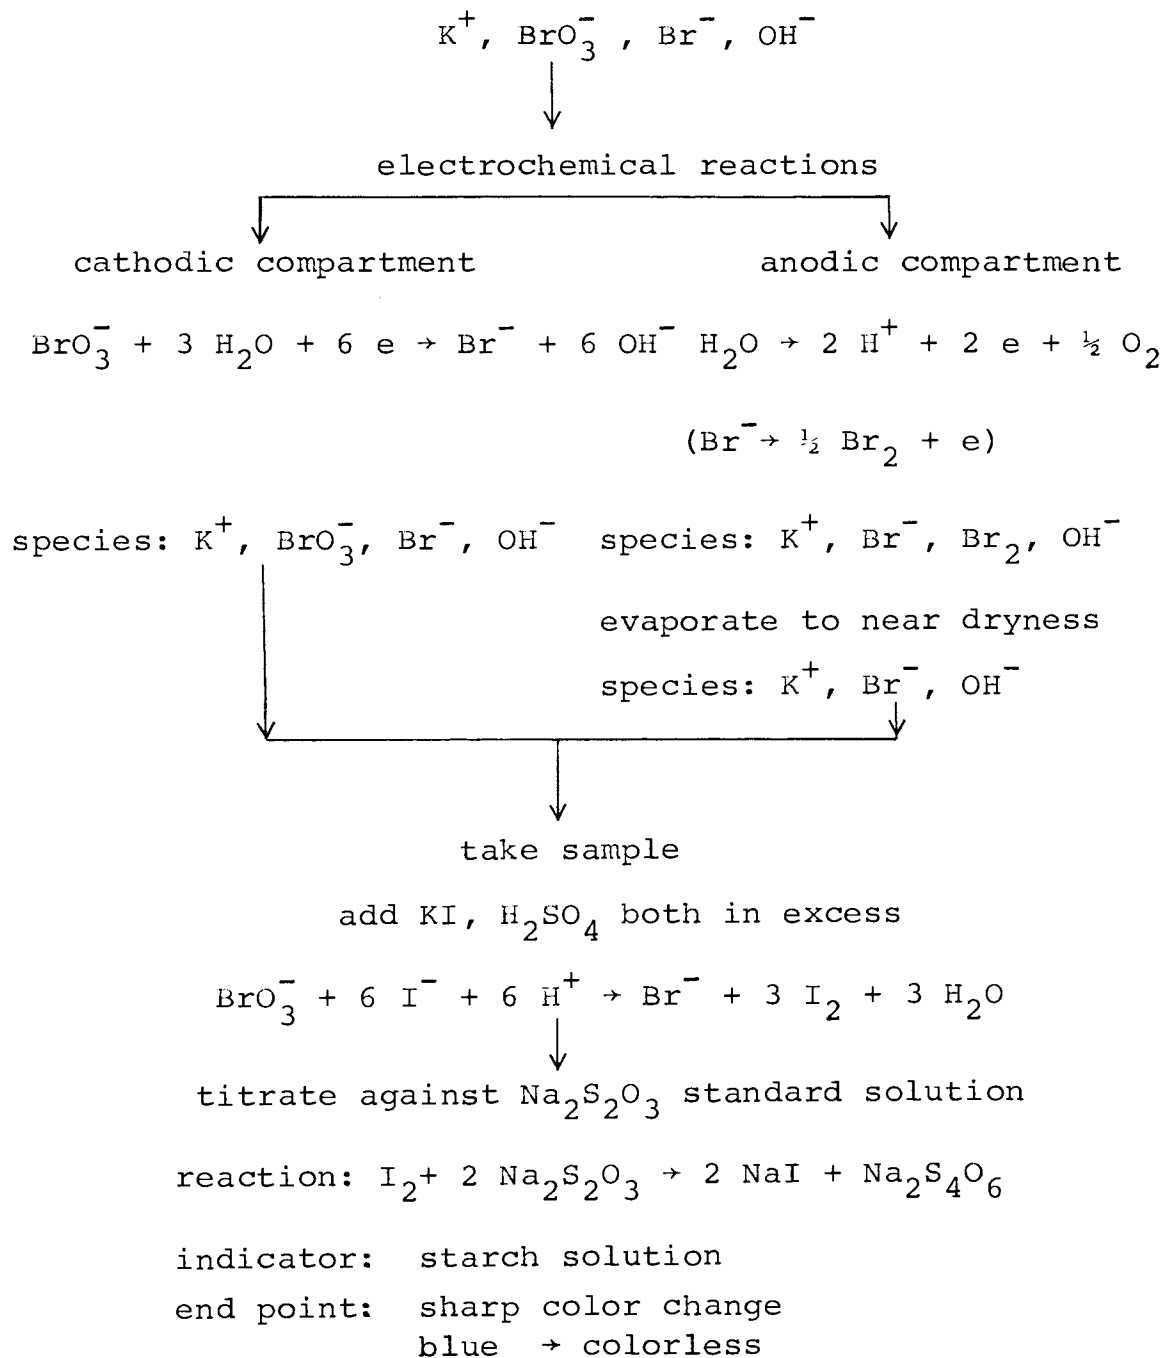 K⁺, BrO₃⁻, Br⁻, OH⁻
electrochemical reactions
cathodic compartment
anodic compartment
BrO₃⁻ + 3 H₂O + 6 e → Br⁻ + 6 OH⁻
H₂O → 2 H⁺ + 2 e + ½ O₂
(Br⁻ → ½ Br₂ + e)
species: K⁺, BrO₃⁻, Br⁻, OH⁻
species: K⁺, Br⁻, Br₂, OH⁻
evaporate to near dryness
species: K⁺, Br⁻, OH⁻
take sample
add KI, H₂SO₄ both in excess
BrO₃⁻ + 6 I⁻ + 6 H⁺ → Br⁻ + 3 I₂ + 3 H₂O
titrate against Na₂S₂O₃ standard solution
reaction: I₂+ 2 Na₂S₂O₃ → 2 NaI + Na₂S₄O₆
indicator: starch solution
end point: sharp color change
blue → colorless